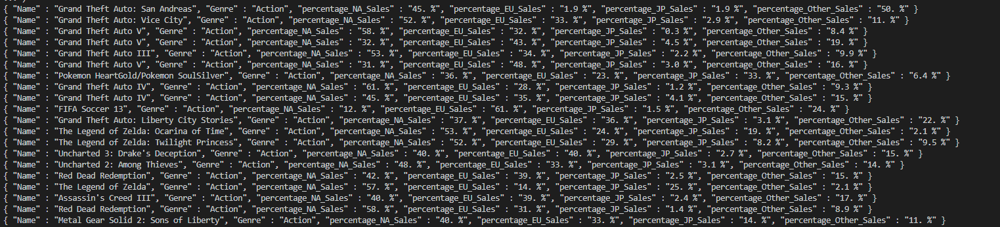 { "Name" : "Grand Theft Auto: San Andreas", "Genre" : "Action", "percentage_NA_Sales" : "45. %", "percentage_EU_Sales" : "1.9 %", "percentage_JP_Sales" : "1.9 %", "percentage_Other_Sales" : "50. %" }
{ "Name" : "Grand Theft Auto: Vice City", "Genre" : "Action", "percentage_NA_Sales" : "52. %", "percentage_EU_Sales" : "33. %", "percentage_JP_Sales" : "2.9 %", "percentage_Other_Sales" : "11. %" }
{ "Name" : "Grand Theft Auto V", "Genre" : "Action", "percentage_NA_Sales" : "58. %", "percentage_EU_Sales" : "32. %", "percentage_JP_Sales" : "0.3 %", "percentage_Other_Sales" : "8.4 %" }
{ "Name" : "Grand Theft Auto V", "Genre" : "Action", "percentage_NA_Sales" : "32. %", "percentage_EU_Sales" : "43. %", "percentage_JP_Sales" : "4.5 %", "percentage_Other_Sales" : "19. %" }
{ "Name" : "Grand Theft Auto III", "Genre" : "Action", "percentage_NA_Sales" : "53. %", "percentage_EU_Sales" : "34. %", "percentage_JP_Sales" : "2.2 %", "percentage_Other_Sales" : "9.9 %" }
{ "Name" : "Grand Theft Auto V", "Genre" : "Action", "percentage_NA_Sales" : "31. %", "percentage_EU_Sales" : "48. %", "percentage_JP_Sales" : "3.0 %", "percentage_Other_Sales" : "16. %" }
{ "Name" : "Pokemon HeartGold/Pokemon SoulSilver", "Genre" : "Action", "percentage_NA_Sales" : "36. %", "percentage_EU_Sales" : "23. %", "percentage_JP_Sales" : "33. %", "percentage_Other_Sales" : "6.4 %" }
{ "Name" : "Grand Theft Auto IV", "Genre" : "Action", "percentage_NA_Sales" : "61. %", "percentage_EU_Sales" : "28. %", "percentage_JP_Sales" : "1.2 %", "percentage_Other_Sales" : "9.3 %" }
{ "Name" : "Grand Theft Auto IV", "Genre" : "Action", "percentage_NA_Sales" : "45. %", "percentage_EU_Sales" : "35. %", "percentage_JP_Sales" : "4.1 %", "percentage_Other_Sales" : "15. %" }
{ "Name" : "FIFA Soccer 13", "Genre" : "Action", "percentage_NA_Sales" : "12. %", "percentage_EU_Sales" : "61. %", "percentage_JP_Sales" : "1.5 %", "percentage_Other_Sales" : "24. %" }
{ "Name" : "Grand Theft Auto: Liberty City Stories", "Genre" : "Action", "percentage_NA_Sales" : "37. %", "percentage_EU_Sales" : "36. %", "percentage_JP_Sales" : "3.1 %", "percentage_Other_Sales" : "22. %" }
{ "Name" : "The Legend of Zelda: Ocarina of Time", "Genre" : "Action", "percentage_NA_Sales" : "53. %", "percentage_EU_Sales" : "24. %", "percentage_JP_Sales" : "19. %", "percentage_Other_Sales" : "2.1 %" }
{ "Name" : "The Legend of Zelda: Twilight Princess", "Genre" : "Action", "percentage_NA_Sales" : "52. %", "percentage_EU_Sales" : "29. %", "percentage_JP_Sales" : "8.2 %", "percentage_Other_Sales" : "9.5 %" }
{ "Name" : "Uncharted 3: Drake's Deception", "Genre" : "Action", "percentage_NA_Sales" : "40. %", "percentage_EU_Sales" : "40. %", "percentage_JP_Sales" : "2.7 %", "percentage_Other_Sales" : "15. %" }
{ "Name" : "Uncharted 2: Among Thieves", "Genre" : "Action", "percentage_NA_Sales" : "48. %", "percentage_EU_Sales" : "33. %", "percentage_JP_Sales" : "3.1 %", "percentage_Other_Sales" : "14. %" }
{ "Name" : "Red Dead Redemption", "Genre" : "Action", "percentage_NA_Sales" : "42. %", "percentage_EU_Sales" : "39. %", "percentage_JP_Sales" : "2.5 %", "percentage_Other_Sales" : "15. %" }
{ "Name" : "The Legend of Zelda", "Genre" : "Action", "percentage_NA_Sales" : "57. %", "percentage_EU_Sales" : "14. %", "percentage_JP_Sales" : "25. %", "percentage_Other_Sales" : "2.1 %" }
{ "Name" : "Assassin's Creed III", "Genre" : "Action", "percentage_NA_Sales" : "40. %", "percentage_EU_Sales" : "39. %", "percentage_JP_Sales" : "2.4 %", "percentage_Other_Sales" : "17. %" }
{ "Name" : "Red Dead Redemption", "Genre" : "Action", "percentage_NA_Sales" : "58. %", "percentage_EU_Sales" : "31. %", "percentage_JP_Sales" : "1.4 %", "percentage_Other_Sales" : "8.9 %" }
{ "Name" : "Metal Gear Solid 2: Sons of Liberty", "Genre" : "Action", "percentage_NA_Sales" : "40. %", "percentage_EU_Sales" : "33. %", "percentage_JP_Sales" : "14. %", "percentage_Other_Sales" : "11. %" }